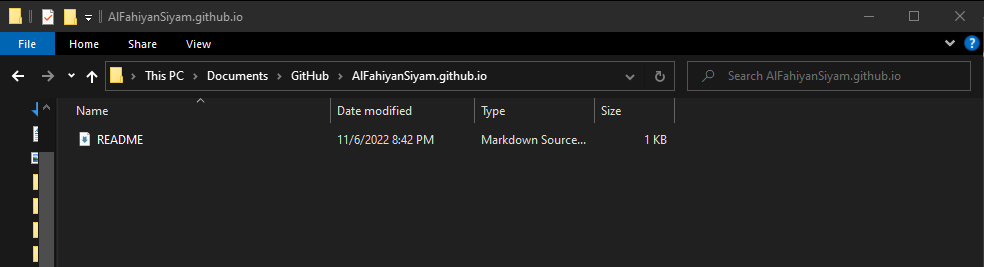 AlFahiyanSiyam.github.io
File Home Share View
This PC Documents GitHub AlFahiyanSiyam.github.io Search AlFahiyanSiyam.github.io
Name Date modified Type Size
README 11/6/2022 8:42 PM Markdown Source... 1 KB